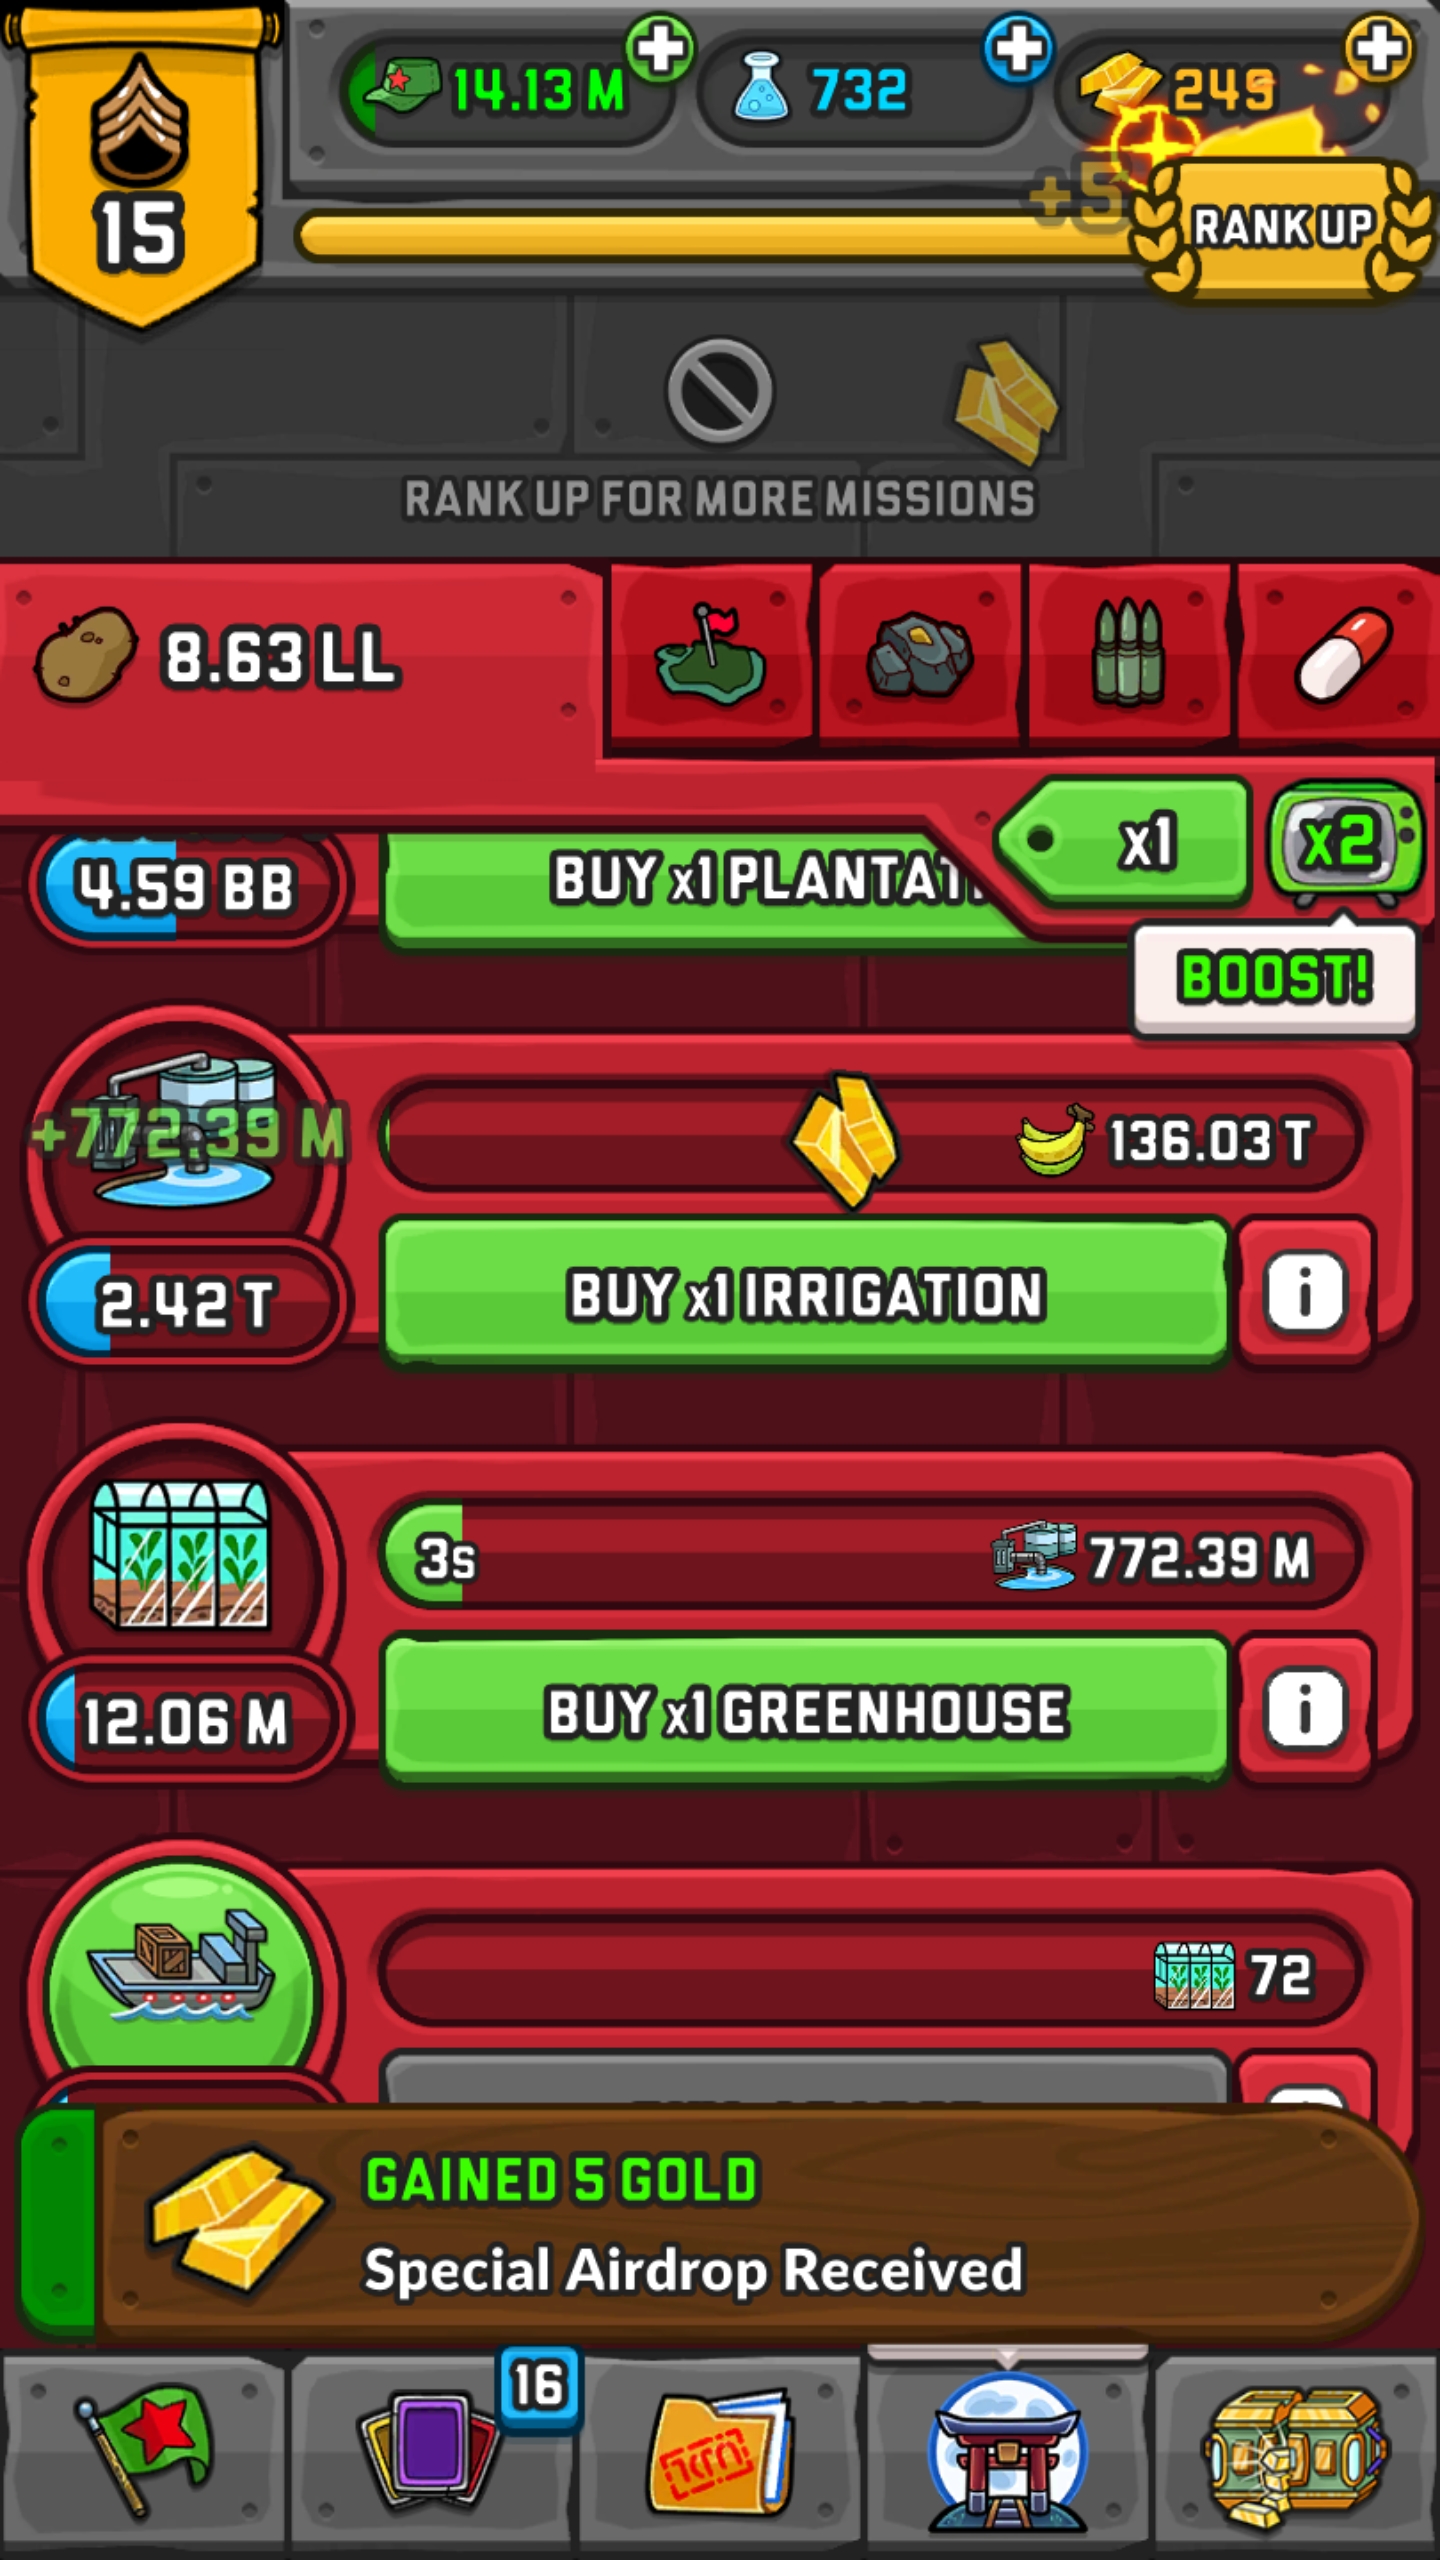 14.13 M
732
249
+5
15
RANK UP
RANK UP FOR MORE MISSIONS
8.63 LL
x1
x2
4.59 BB
BUY x1 PLANTATI
BOOST!
+772.39 M
136.03 T
2.42 T
BUY x1 IRRIGATION
i
3s
772.39 M
12.06 M
BUY x1 GREENHOUSE
i
72
GAINED 5 GOLD
Special Airdrop Received
16